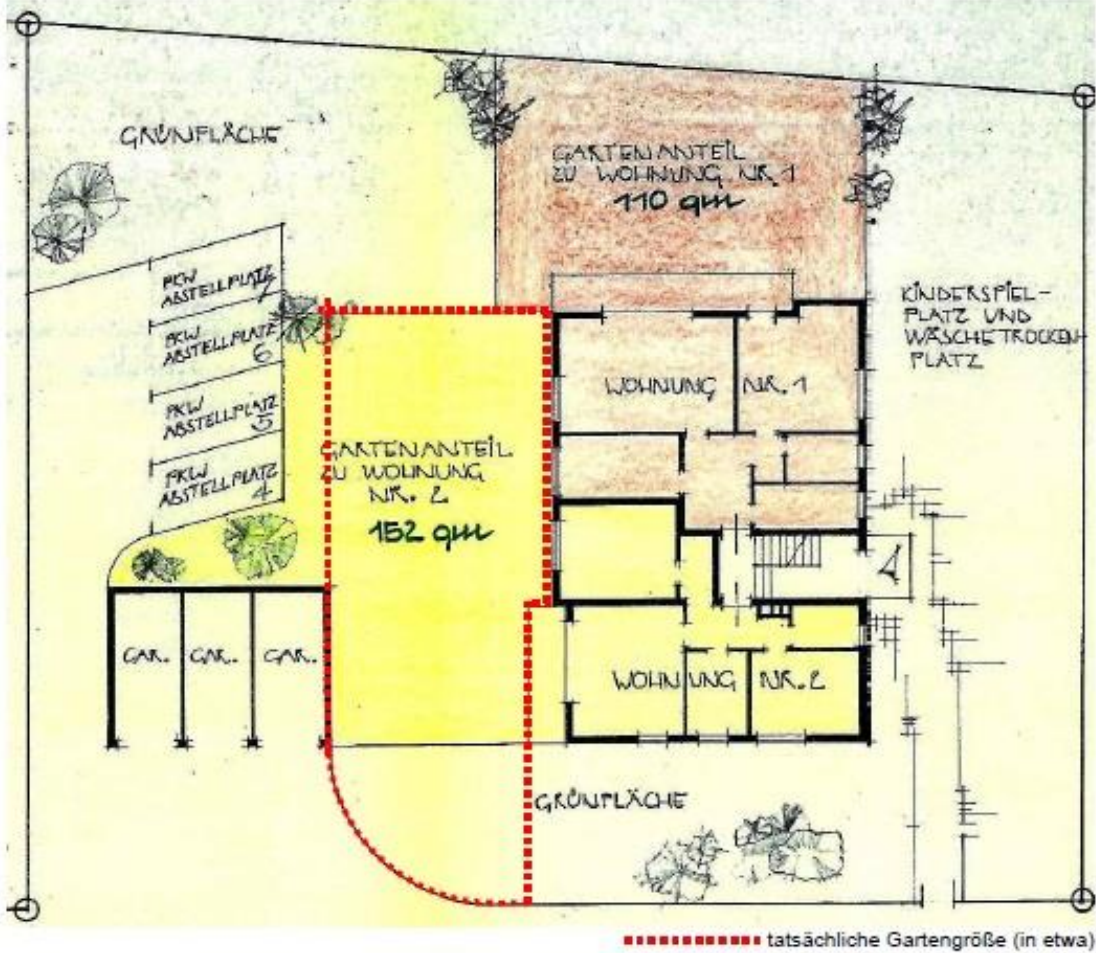 GRÜNFLÄCHE
GARTENANTEIL
ZU WOHNUNG NR. 1
110 qm
PKW
ABSTELLPLATZ
7
PKW
ABSTELLPLATZ
6
PKW
ABSTELLPLATZ
5
PKW
ABSTELLPLATZ
4
KINDERSPIEL-
PLATZ UND
WÄSCHETROCKEN-
PLATZ
WOHNUNG NR. 1
GARTENANTEIL
ZU WOHNUNG
NR. 2
152 qm
GAR. GAR. GAR.
WOHNUNG NR. 2
GRÜNFLÄCHE
tatsächliche Gartengröße (in etwa)